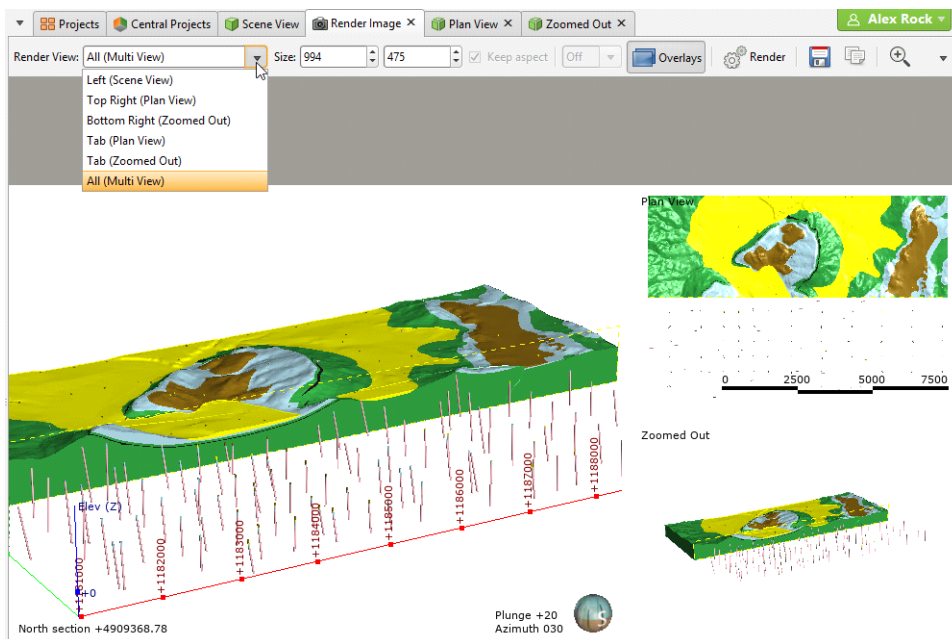 Projects Central Projects Scene View Render Image Plan View Zoomed Out Alex Rock
Render View: All (Multi View) Size: 994 475 Keep aspect Off Overlays Render
Left (Scene View)
Top Right (Plan View)
Bottom Right (Zoomed Out)
Tab (Plan View)
Tab (Zoomed Out)
All (Multi View)
Plan View
0 2500 5000 7500
Zoomed Out
Elev (Z)
+0
+1182000
+1183000
+1184000
+1185000
+1186000
+1187000
+1188000
North section +4909368.78
Plunge +20
Azimuth 030
S